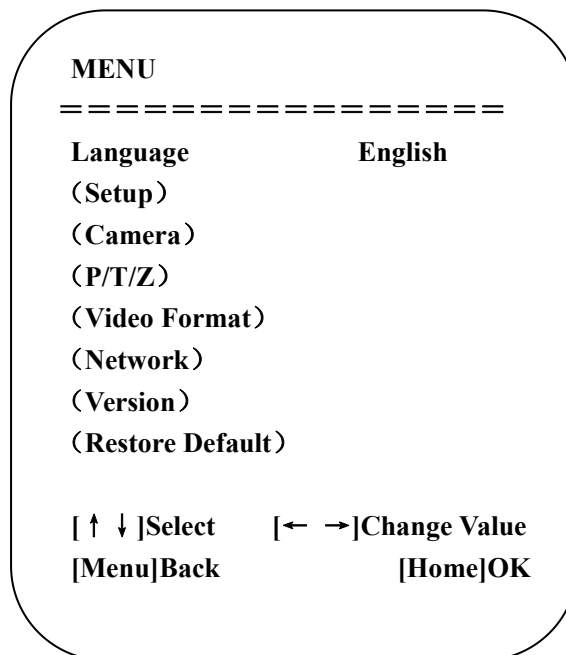 MENU
================
Language English
（Setup）
（Camera）
（P/T/Z）
（Video Format）
（Network）
（Version）
（Restore Default）
[↑ ↓]Select [← →]Change Value
[Menu]Back [Home]OK